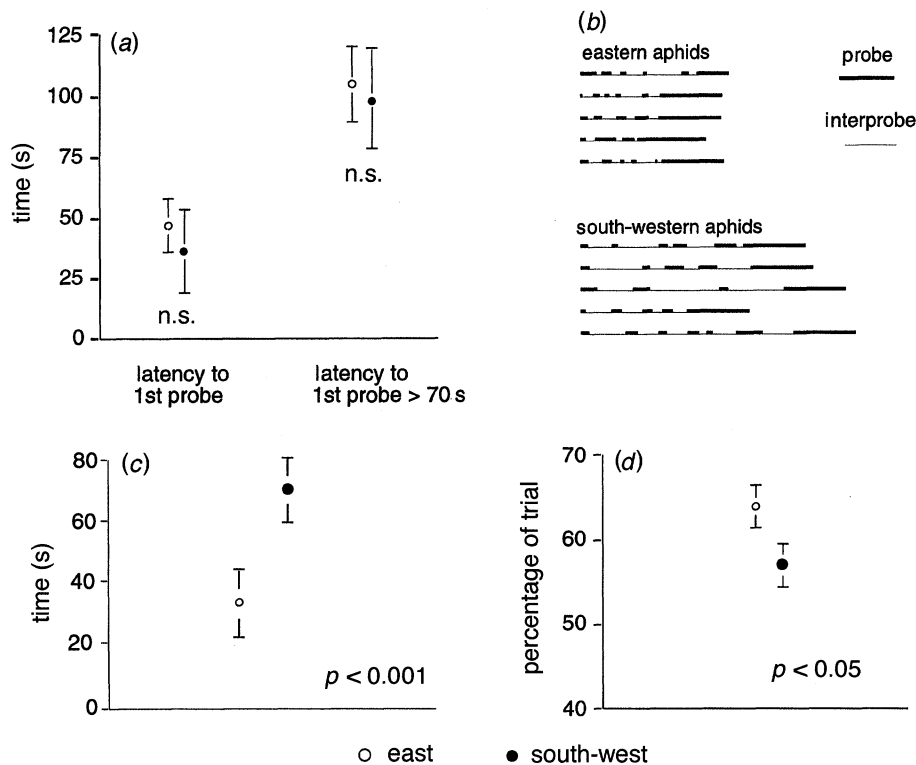 (a)
time (s)
125
100
75
50
25
0
n.s.
n.s.
latency to
1st probe
latency to
1st probe > 70 s
(b)
eastern aphids
probe
interprobe
south-western aphids
(c)
time (s)
80
60
40
20
0
p < 0.001
(d)
percentage of trial
70
60
50
40
p < 0.05
east
south-west